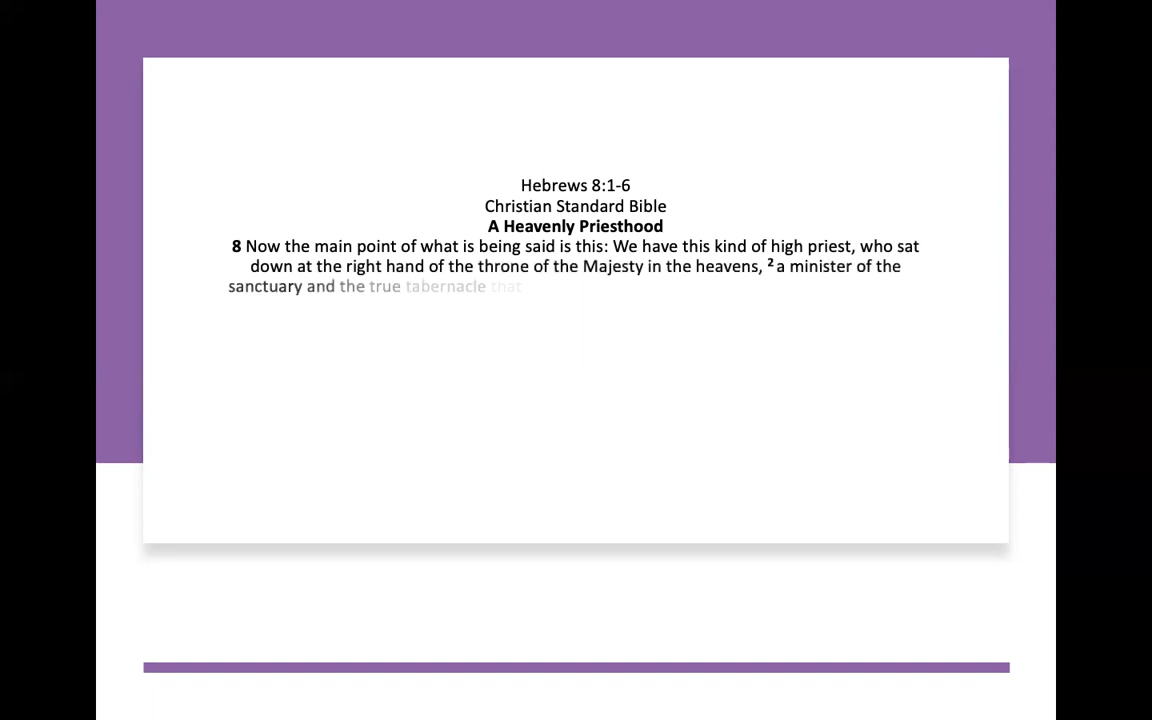 Hebrews 8:1-6
Christian Standard Bible
A Heavenly Priesthood
8 Now the main point of what is being said is this: We have this kind of high priest, who sat
down at the right hand of the throne of the Majesty in the heavens, ² a minister of the
sanctuary and the true tabernacle that